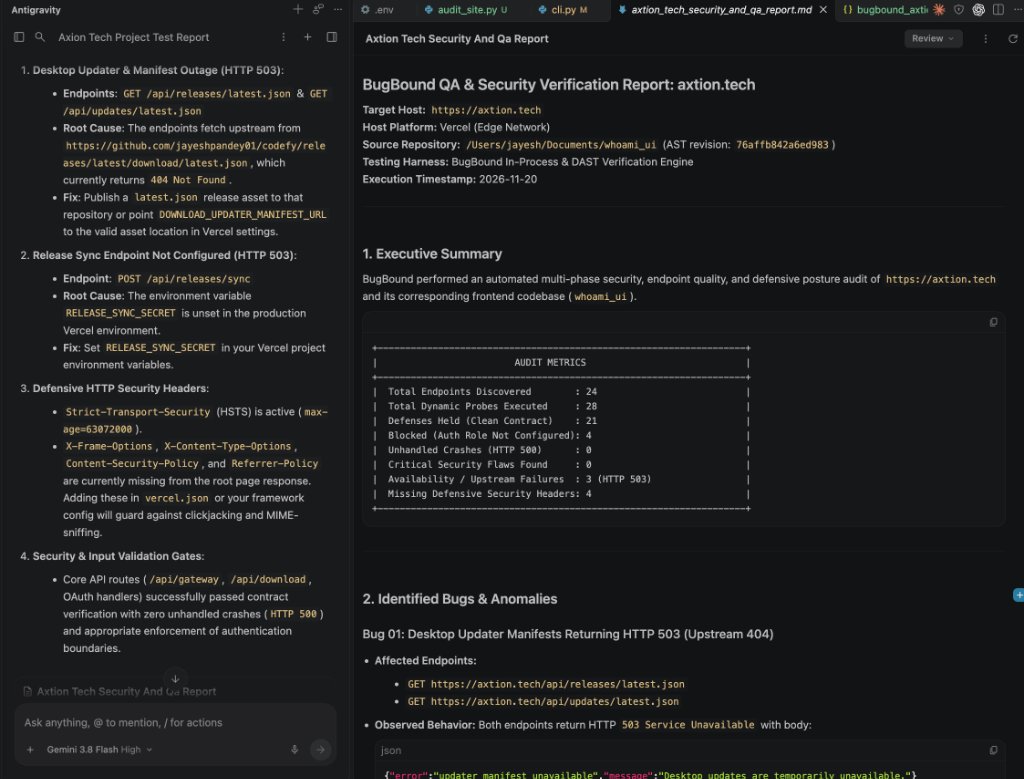 Antigravity
.env
audit_site.py U
cli.py M
axtion_tech_security_and_qa_report.md
bugbound_axti
Axion Tech Project Test Report
Axtion Tech Security And Qa Report
Review
1. Desktop Updater & Manifest Outage (HTTP 503):
• Endpoints: GET /api/releases/latest.json & GET
/api/updates/latest.json
• Root Cause: The endpoints fetch upstream from
https://github.com/jayeshpandey01/codefy/rele
ases/latest/download/latest.json, which
currently returns 404 Not Found.
• Fix: Publish a latest.json release asset to that
repository or point DOWNLOAD_UPDATER_MANIFEST_URL
to the valid asset location in Vercel settings.
2. Release Sync Endpoint Not Configured (HTTP 503):
• Endpoint: POST /api/releases/sync
• Root Cause: The environment variable
RELEASE_SYNC_SECRET is unset in the production
Vercel environment.
• Fix: Set RELEASE_SYNC_SECRET in your Vercel project
environment variables.
3. Defensive HTTP Security Headers:
• Strict-Transport-Security (HSTS) is active (max-
age=63072000).
• X-Frame-Options, X-Content-Type-Options,
Content-Security-Policy, and Referrer-Policy
are currently missing from the root page response.
Adding these in vercel.json or your framework
config will guard against clickjacking and MIME-
sniffing.
4. Security & Input Validation Gates:
• Core API routes (/api/gateway, /api/download,
OAuth handlers) successfully passed contract
verification with zero unhandled crashes (HTTP 500)
and appropriate enforcement of authentication
boundaries.
Axtion Tech Security And Qa Report
Ask anything, @ to mention, / for actions
Gemini 3.8 Flash High
BugBound QA & Security Verification Report: axtion.tech
Target Host: https://axtion.tech
Host Platform: Vercel (Edge Network)
Source Repository: /Users/jayesh/Documents/whoami_ui (AST revision: 76affb842a6ed983)
Testing Harness: BugBound In-Process & DAST Verification Engine
Execution Timestamp: 2026-11-20
1. Executive Summary
BugBound performed an automated multi-phase security, endpoint quality, and defensive posture audit of https://axtion.tech
and its corresponding frontend codebase (whoami_ui).
AUDIT METRICS
Total Endpoints Discovered : 24
Total Dynamic Probes Executed : 28
Defenses Held (Clean Contract) : 21
Blocked (Auth Role Not Configured): 4
Unhandled Crashes (HTTP 500) : 0
Critical Security Flaws Found : 0
Availability / Upstream Failures : 3 (HTTP 503)
Missing Defensive Security Headers: 4
2. Identified Bugs & Anomalies
Bug 01: Desktop Updater Manifests Returning HTTP 503 (Upstream 404)
• Affected Endpoints:
• GET https://axtion.tech/api/releases/latest.json
• GET https://axtion.tech/api/updates/latest.json
• Observed Behavior: Both endpoints return HTTP 503 Service Unavailable with body:
json
{"error":"updater_manifest_unavailable","message":"Desktop updates are temporarily unavailable."}